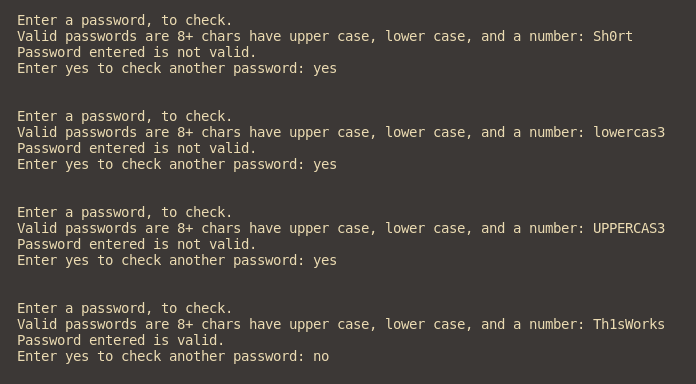 Enter a password, to check.
Valid passwords are 8+ chars have upper case, lower case, and a number: Sh0rt
Password entered is not valid.
Enter yes to check another password: yes
Enter a password, to check.
Valid passwords are 8+ chars have upper case, lower case, and a number: lowercas3
Password entered is not valid.
Enter yes to check another password: yes
Enter a password, to check.
Valid passwords are 8+ chars have upper case, lower case, and a number: UPPERCAS3
Password entered is not valid.
Enter yes to check another password: yes
Enter a password, to check.
Valid passwords are 8+ chars have upper case, lower case, and a number: Th1sWorks
Password entered is valid.
Enter yes to check another password: no